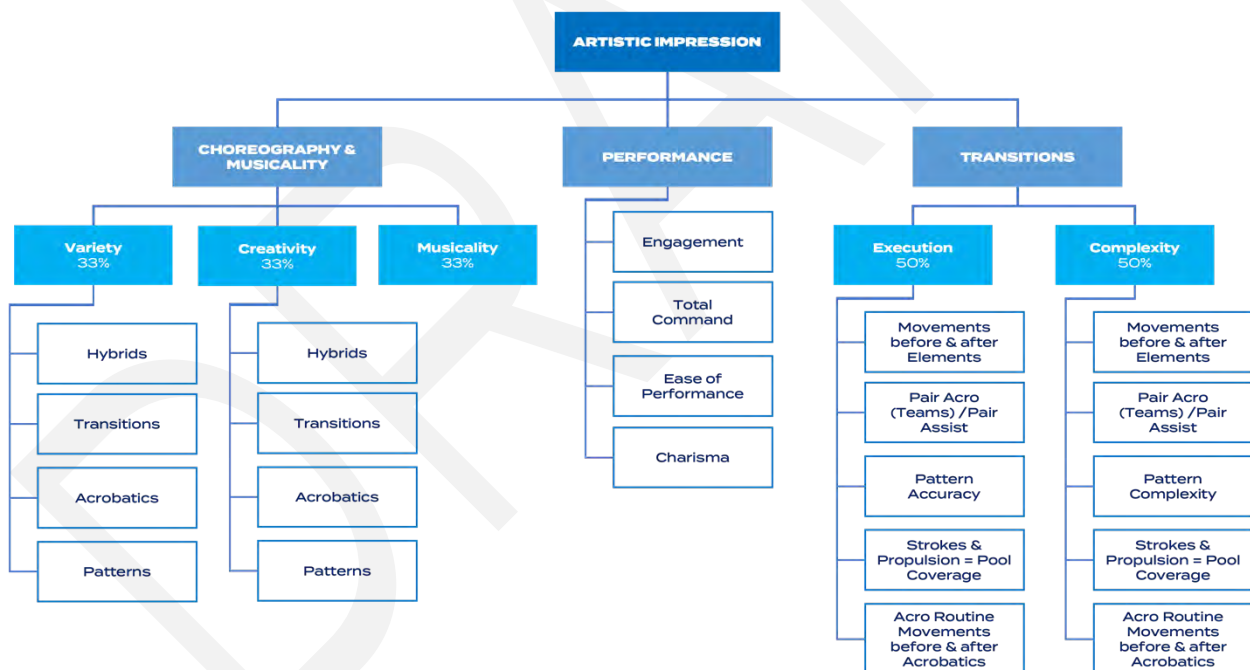 ARTISTIC IMPRESSION
CHOREOGRAPHY &
MUSICALITY
PERFORMANCE
TRANSITIONS
Variety
33%
Creativity
33%
Musicality
33%
Execution
50%
Complexity
50%
Hybrids
Transitions
Acrobatics
Patterns
Hybrids
Transitions
Acrobatics
Patterns
Engagement
Total
Command
Ease of
Performance
Charisma
Movements
before & after
Elements
Pair Acro
(Teams) /Pair
Assist
Pattern
Accuracy
Strokes &
Propulsion = Pool
Coverage
Acro Routine
Movements
before & after
Acrobatics
Movements
before & after
Elements
Pair Acro
(Teams) /Pair
Assist
Pattern
Complexity
Strokes &
Propulsion = Pool
Coverage
Acro Routine
Movements
before & after
Acrobatics